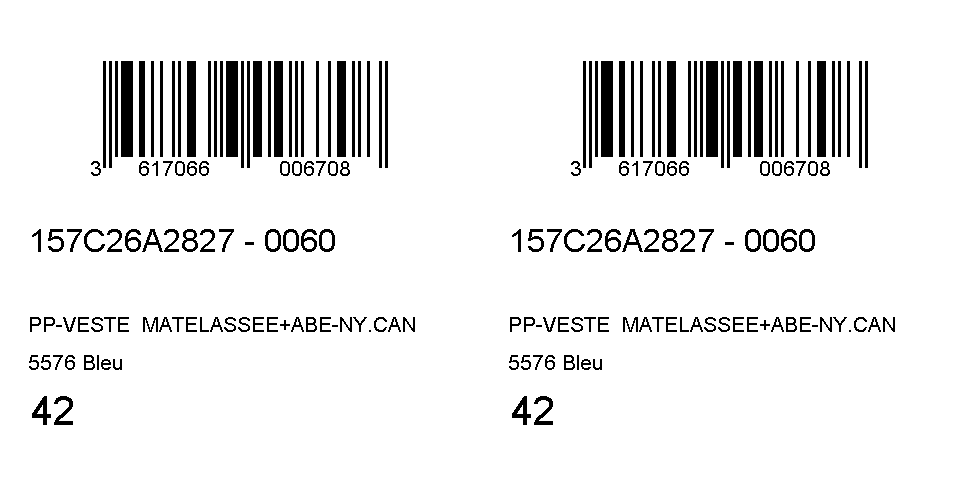 3 617066 006708
157C26A2827 - 0060
PP-VESTE  MATELASSEE+ABE-NY.CAN
5576 Bleu
42
3 617066 006708
157C26A2827 - 0060
PP-VESTE  MATELASSEE+ABE-NY.CAN
5576 Bleu
42